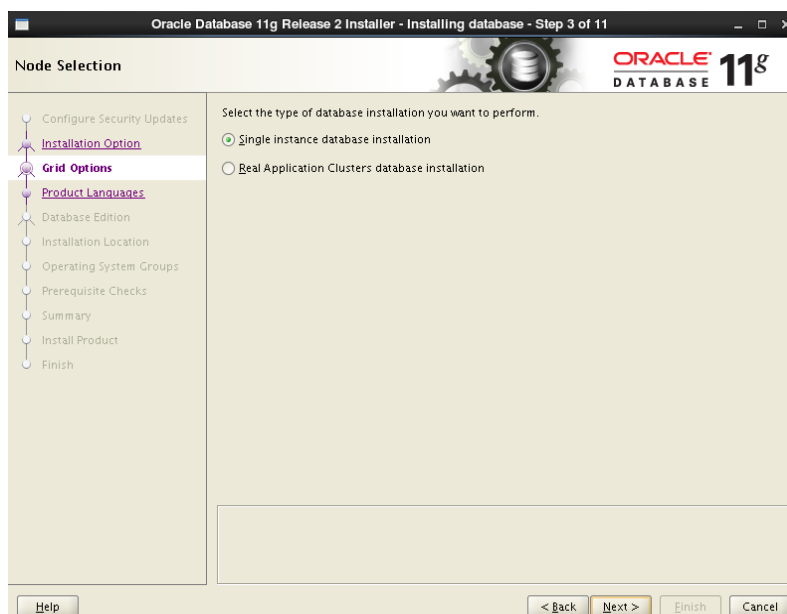 Oracle Database 11g Release 2 Installer - Installing database - Step 3 of 11
Node Selection
ORACLE
DATABASE
11g
Configure Security Updates
Installation Option
Grid Options
Product Languages
Database Edition
Installation Location
Operating System Groups
Prerequisite Checks
Summary
Install Product
Finish
Select the type of database installation you want to perform.
Single instance database installation
Real Application Clusters database installation
Help
< Back
Next >
Finish
Cancel